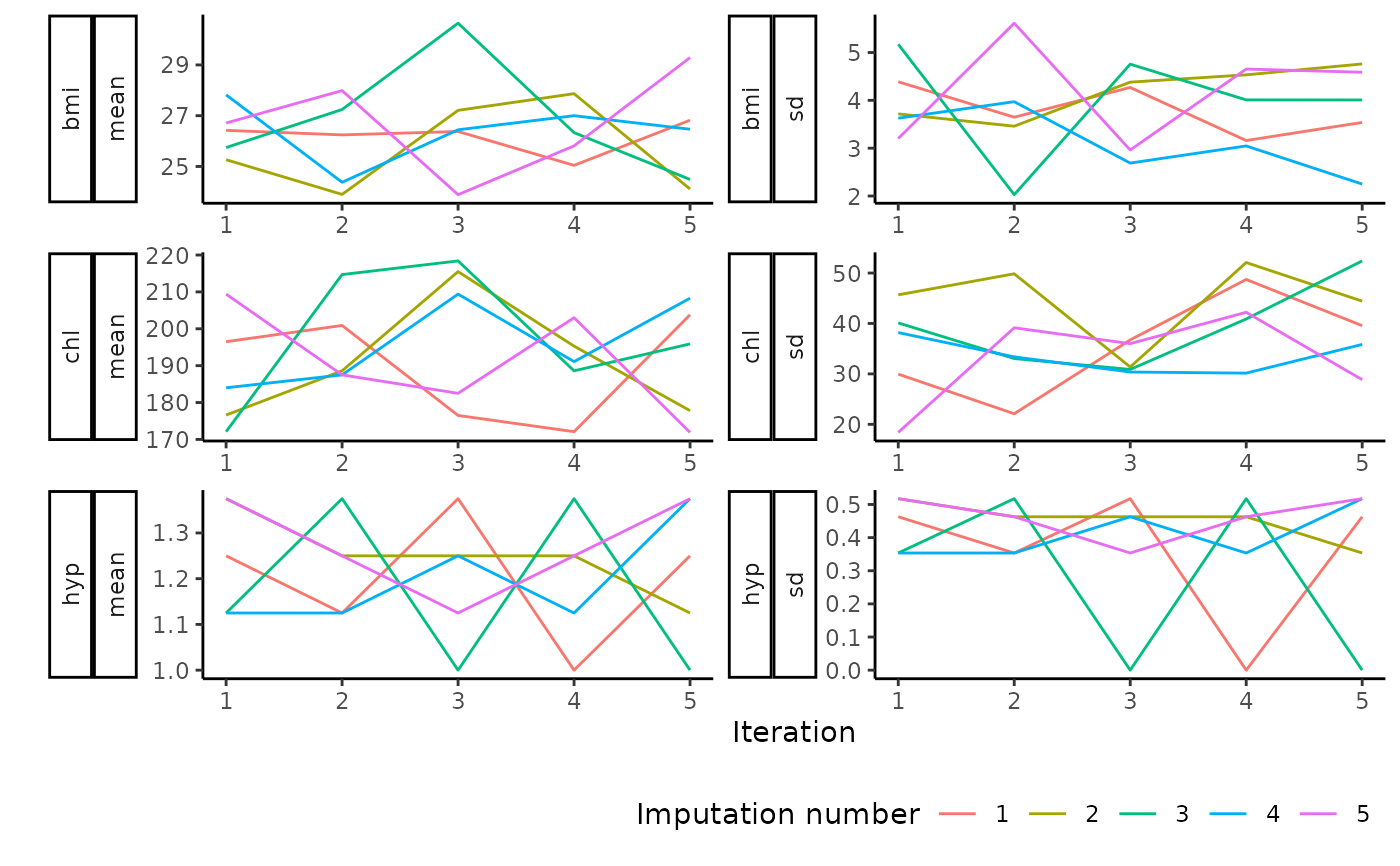 bmi
mean
29
27
25
1 2 3 4 5
bmi
sd
5
4
3
2
1 2 3 4 5
chl
mean
220
210
200
190
180
170
1 2 3 4 5
chl
sd
50
40
30
20
1 2 3 4 5
hyp
mean
1.3
1.2
1.1
1.0
1 2 3 4 5
hyp
sd
0.5
0.4
0.3
0.2
0.1
0.0
1 2 3 4 5
Iteration
Imputation number 1 2 3 4 5